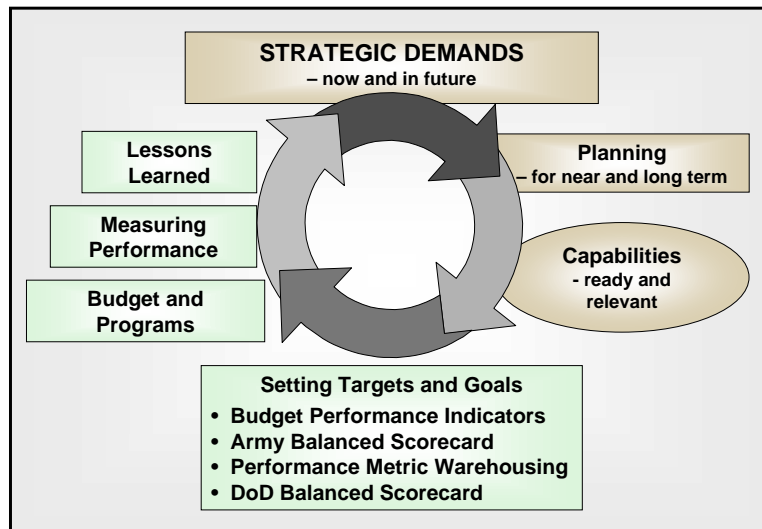 STRATEGIC DEMANDS
– now and in future
Planning
– for near and long term
Capabilities
- ready and
relevant
Setting Targets and Goals
• Budget Performance Indicators
• Army Balanced Scorecard
• Performance Metric Warehousing
• DoD Balanced Scorecard
Budget and
Programs
Measuring
Performance
Lessons
Learned